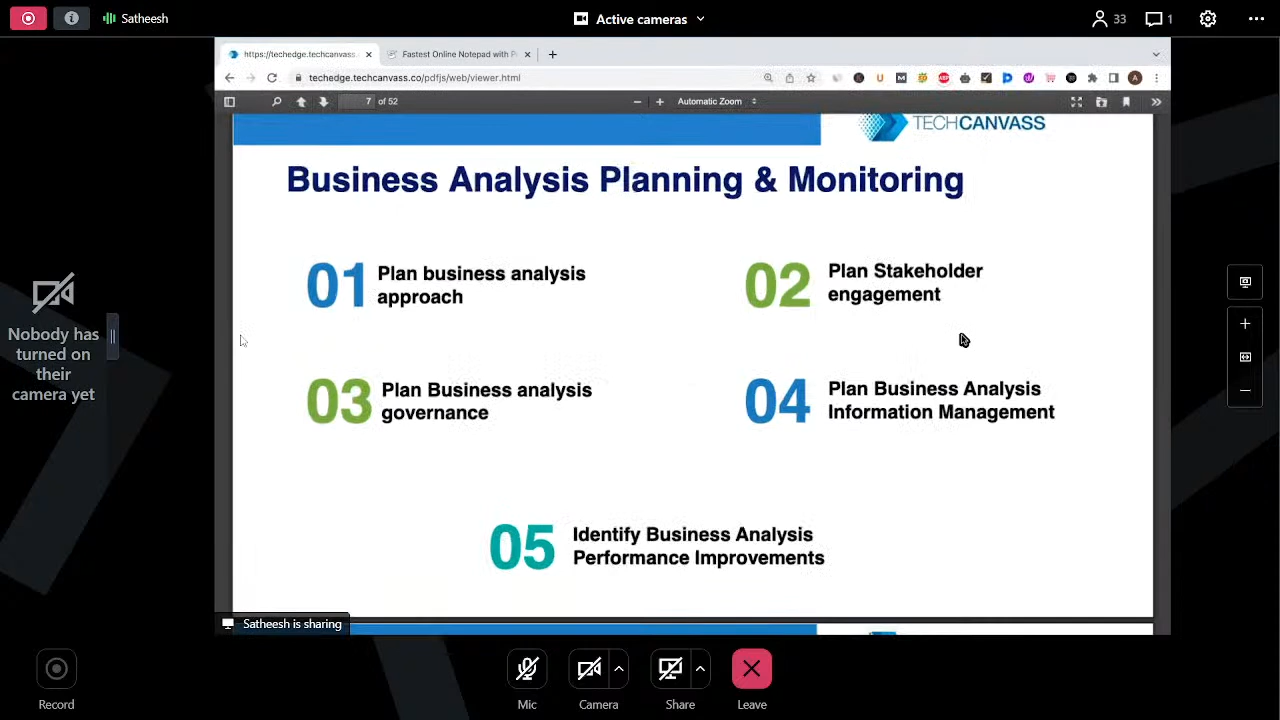 Satheesh
Active cameras
33
1
https://techedge.techcanvass.
Fastest Online Notepad with P
techedge.techcanvass.co/pdfjs/web/viewer.html
7 of 52
Automatic Zoom
TECHCANVASS
Business Analysis Planning & Monitoring
01 Plan business analysis
approach
02 Plan Stakeholder
engagement
03 Plan Business analysis
governance
04 Plan Business Analysis
Information Management
05 Identify Business Analysis
Performance Improvements
Nobody has
turned on
their
camera yet
Satheesh is sharing
Record
Mic
Camera
Share
Leave